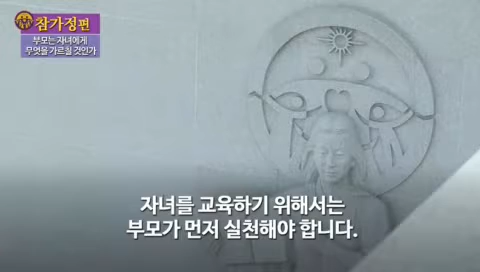 참가정편
부모는 자녀에게
무엇을 가르칠 것인가
자녀를 교육하기 위해서는
부모가 먼저 실천해야 합니다.